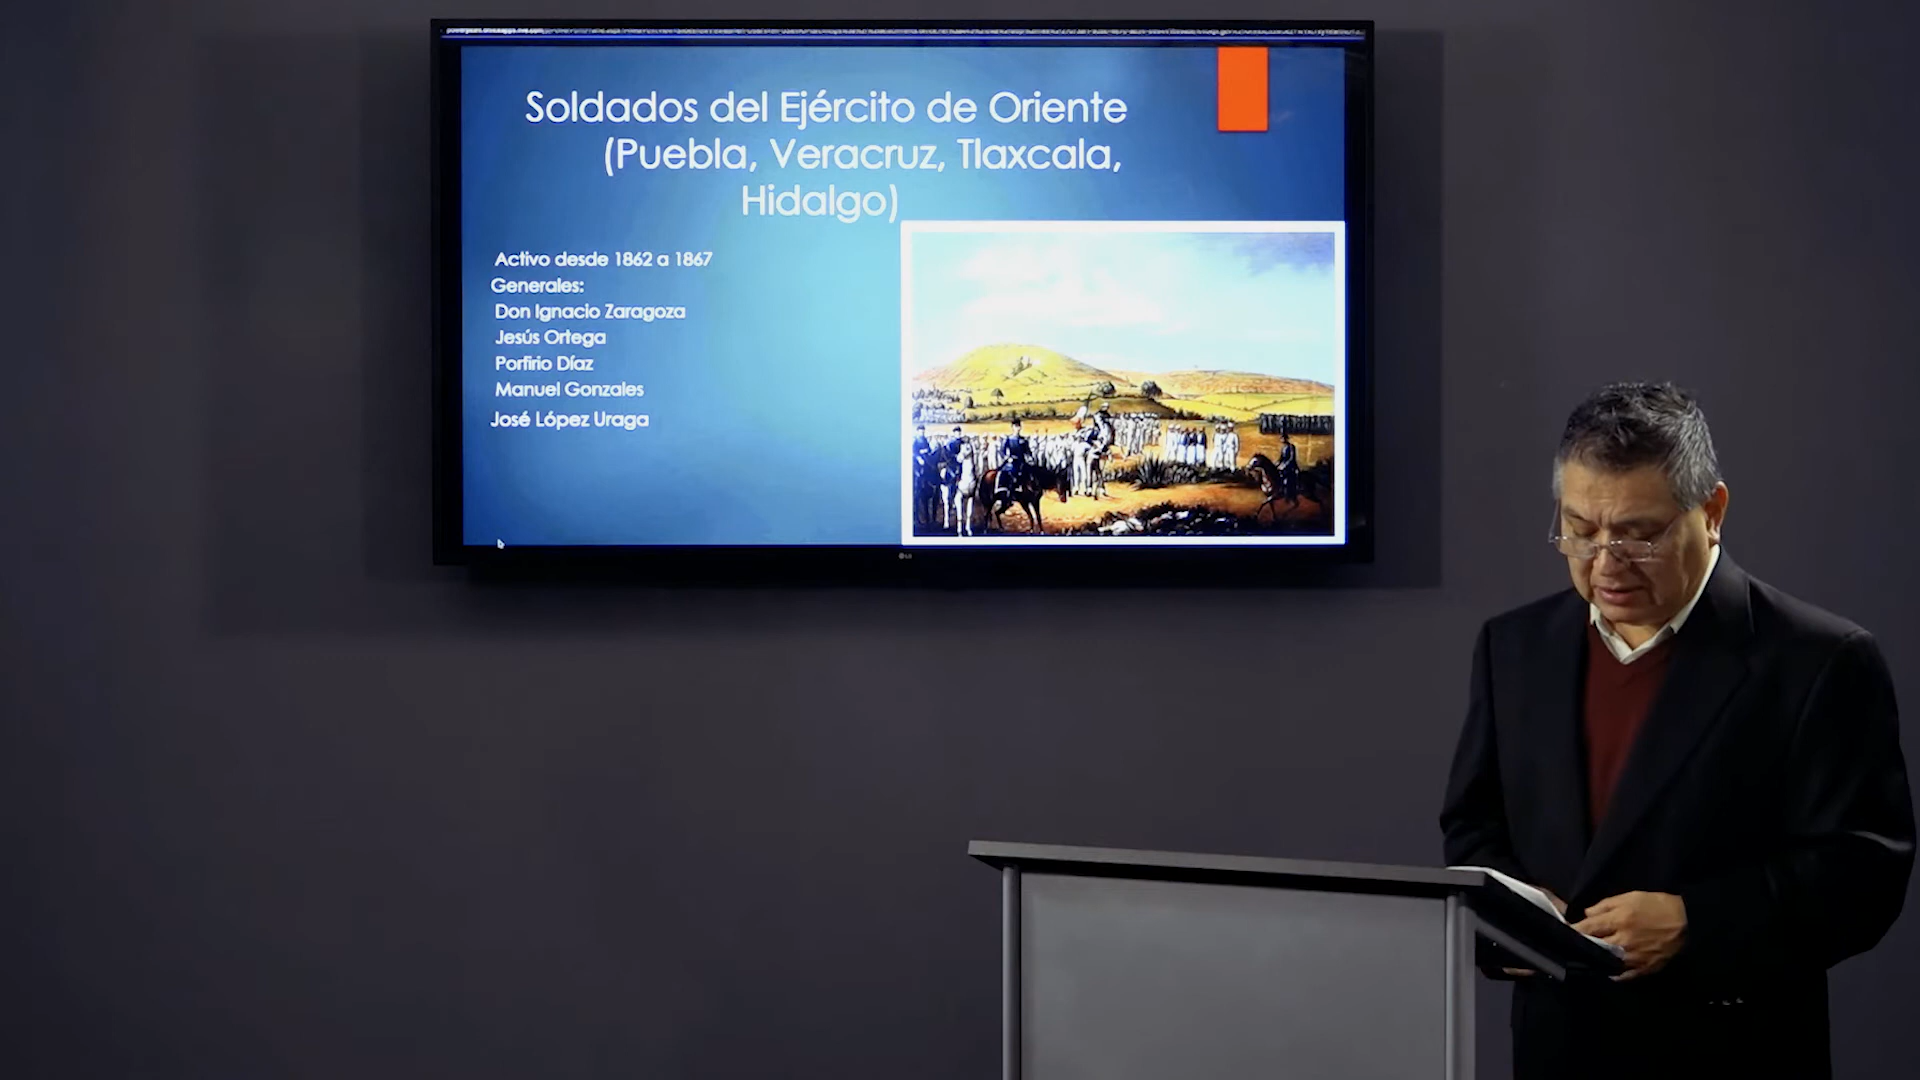 Soldados del Ejército de Oriente
(Puebla, Veracruz, Tlaxcala,
Hidalgo)
Activo desde 1862 a 1867
Generales:
Don Ignacio Zaragoza
Jesús Ortega
Porfirio Díaz
Manuel Gonzales
José López Uraga
LG